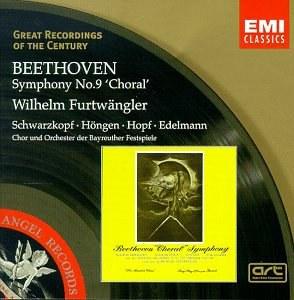 GREAT RECORDINGS
OF THE CENTURY
EMI
CLASSICS
BEETHOVEN
Symphony No.9 ‘Choral’
Wilhelm Furtwängler
Schwarzkopf · Höngen · Hopf · Edelmann
Chor und Orchester der Bayreuther Festspiele
ANGEL RECORDS
Beethoven "Choral" Symphony
art